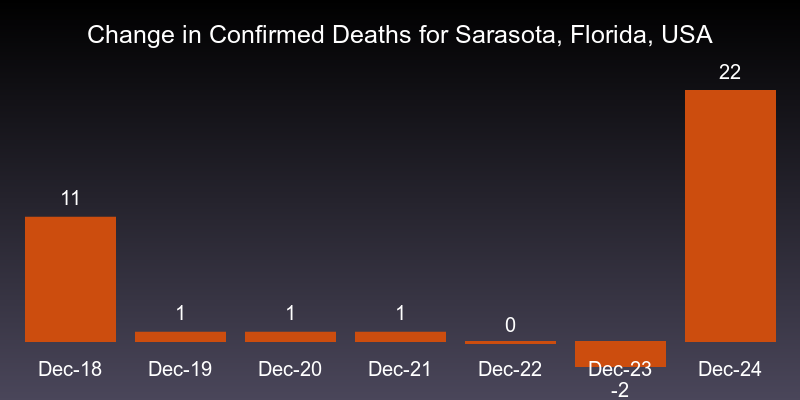 Change in Confirmed Deaths for Sarasota, Florida, USA
22
11
1
1
1
0
Dec-18
Dec-19
Dec-20
Dec-21
Dec-22
Dec-23
Dec-24
-2